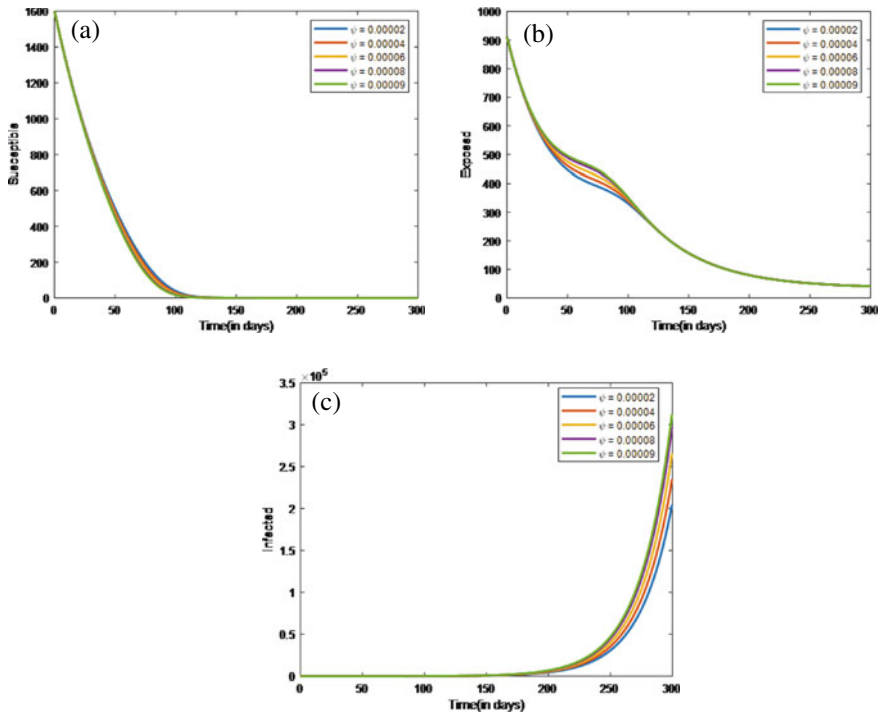 (a)
1600
1400
1200
1000
800
600
400
200
0
Susceptible
ψ = 0.00002
ψ = 0.00004
ψ = 0.00006
ψ = 0.00008
ψ = 0.00009
0 50 100 150 200 250 300
Time(in days)
(b)
1000
900
800
700
600
500
400
300
200
100
0
Exposed
ψ = 0.00002
ψ = 0.00004
ψ = 0.00006
ψ = 0.00008
ψ = 0.00009
0 50 100 150 200 250 300
Time(in days)
×10⁵
(c)
3.5
3
2.5
2
1.5
1
0.5
0
Infected
ψ = 0.00002
ψ = 0.00004
ψ = 0.00006
ψ = 0.00008
ψ = 0.00009
0 50 100 150 200 250 300
Time(in days)